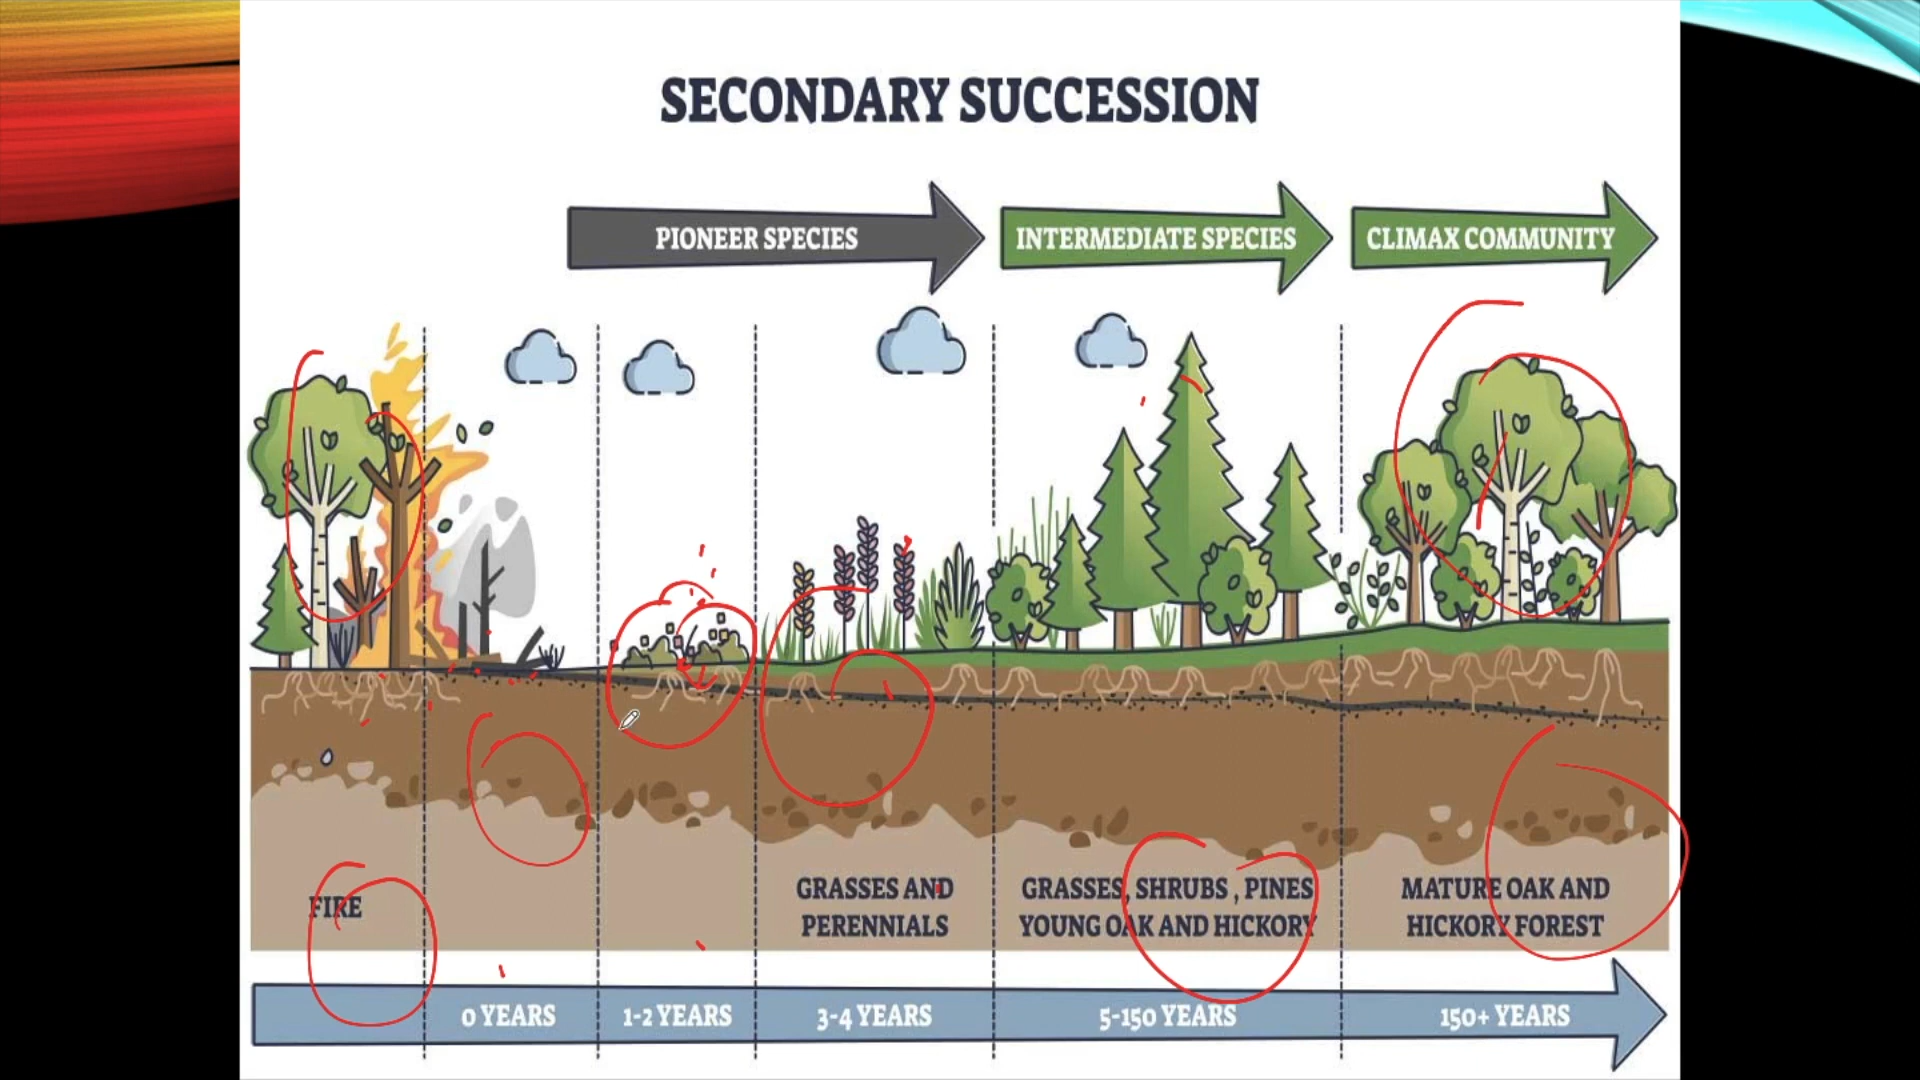 SECONDARY SUCCESSION
PIONEER SPECIES
INTERMEDIATE SPECIES
CLIMAX COMMUNITY
FIRE
GRASSES AND
PERENNIALS
GRASSES, SHRUBS , PINES
YOUNG OAK AND HICKORY
MATURE OAK AND
HICKORY FOREST
0 YEARS
1-2 YEARS
3-4 YEARS
5-150 YEARS
150+ YEARS